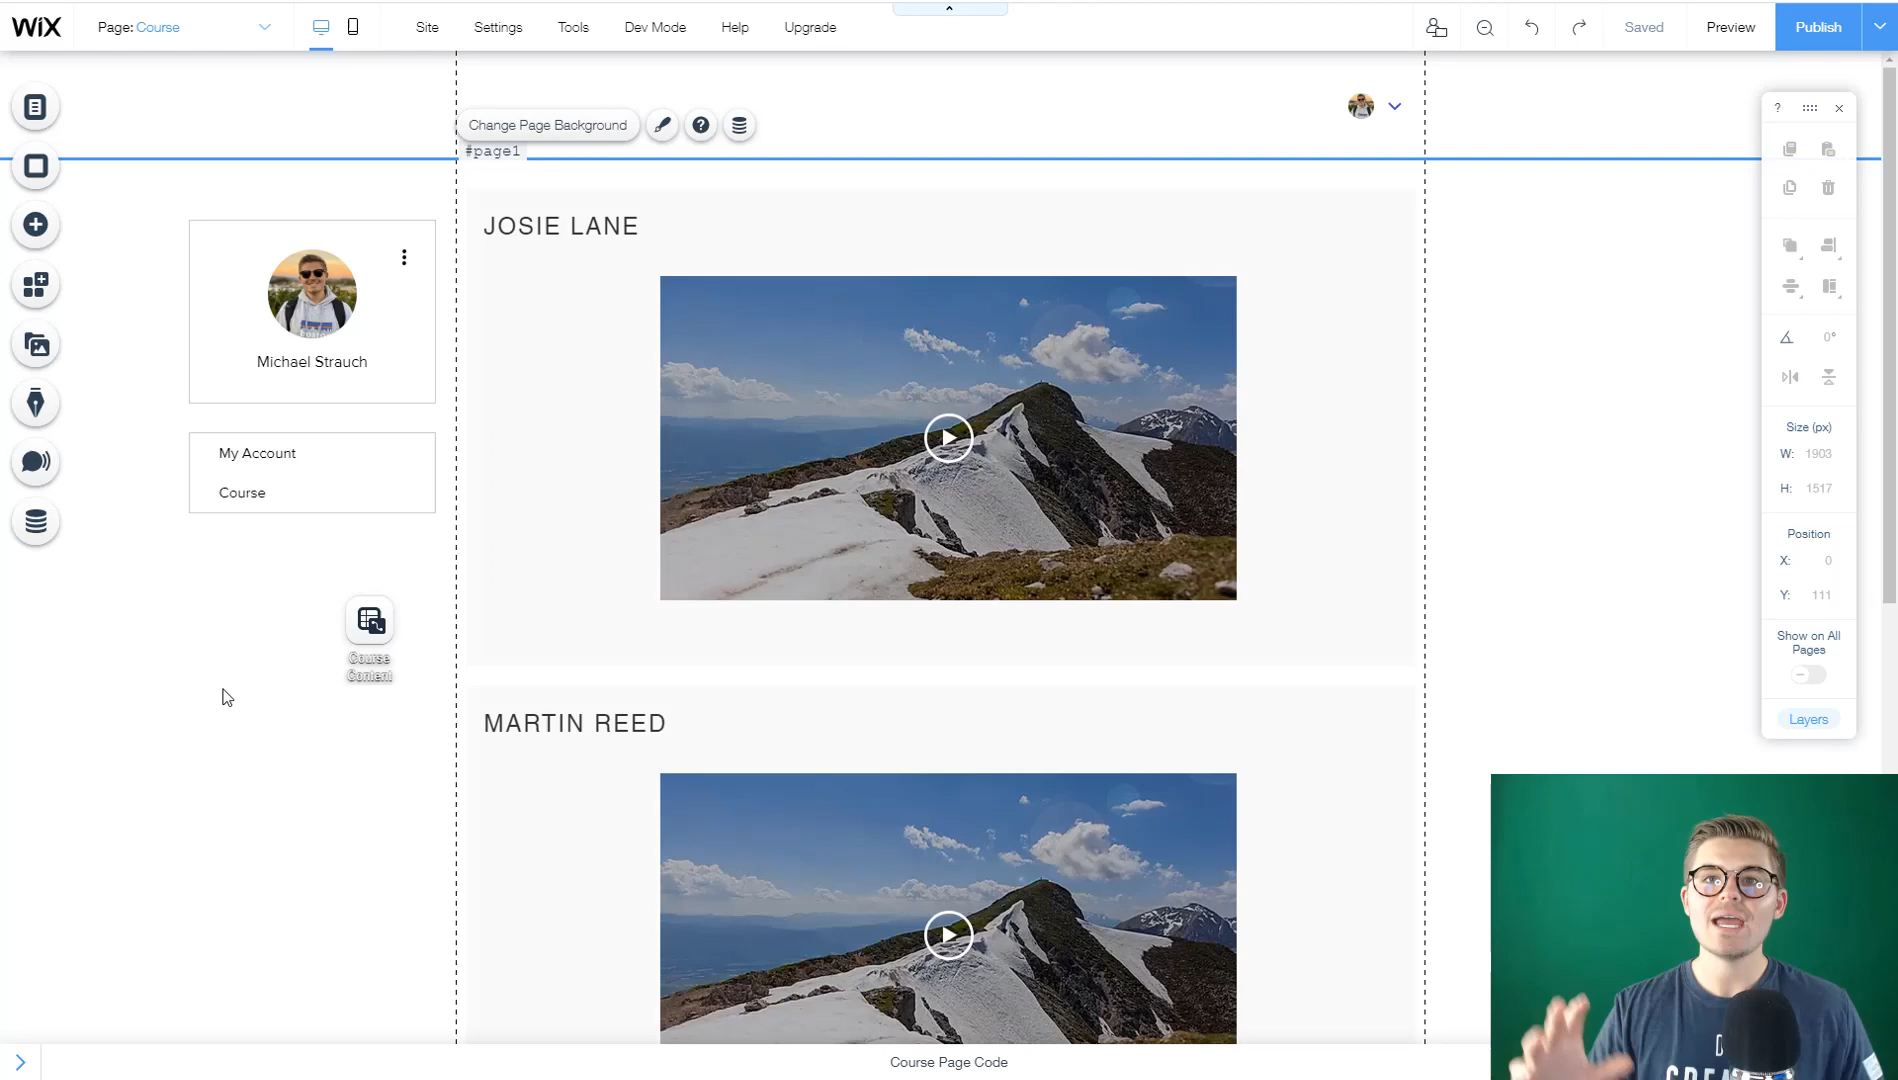 WiX
Page: Course
Site
Settings
Tools
Dev Mode
Help
Upgrade
Saved
Preview
Publish
Change Page Background
?
#page1
JOSIE LANE
Michael Strauch
My Account
Course
Course
Content
MARTIN REED
?
0°
Size (px)
W: 1903
H: 1517
Position
X: 0
Y: 111
Show on All
Pages
Layers
Course Page Code